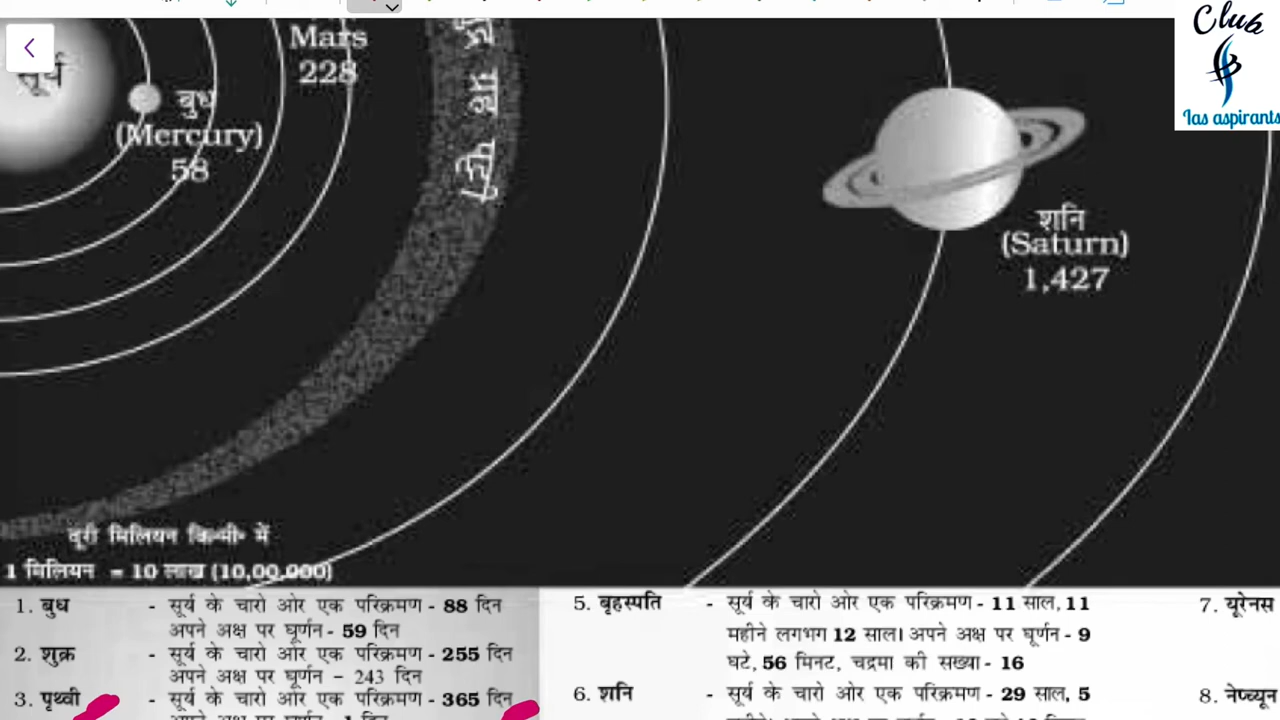 Club
Ias aspirants
सूर्य
Mars
228
बुध
(Mercury)
58
शनि
(Saturn)
1,427
दूरी मिलियन कि॰मी॰ में
1 मिलियन = 10 लाख (10,00,000)
1. बुध - सूर्य के चारो ओर एक परिक्रमण - 88 दिन
अपने अक्ष पर घूर्णन - 59 दिन
2. शुक्र - सूर्य के चारो ओर एक परिक्रमण - 255 दिन
अपने अक्ष पर घूर्णन – 243 दिन
3. पृथ्वी - सूर्य के चारो ओर एक परिक्रमण - 365 दिन
5. बृहस्पति - सूर्य के चारो ओर एक परिक्रमण - 11 साल, 11
महीने लगभग 12 साल। अपने अक्ष पर घूर्णन - 9
घटे, 56 मिनट, चद्रमा की सख्या - 16
6. शनि - सूर्य के चारो ओर एक परिक्रमण - 29 साल, 5
7. यूरेनस
8. नेप्च्यून